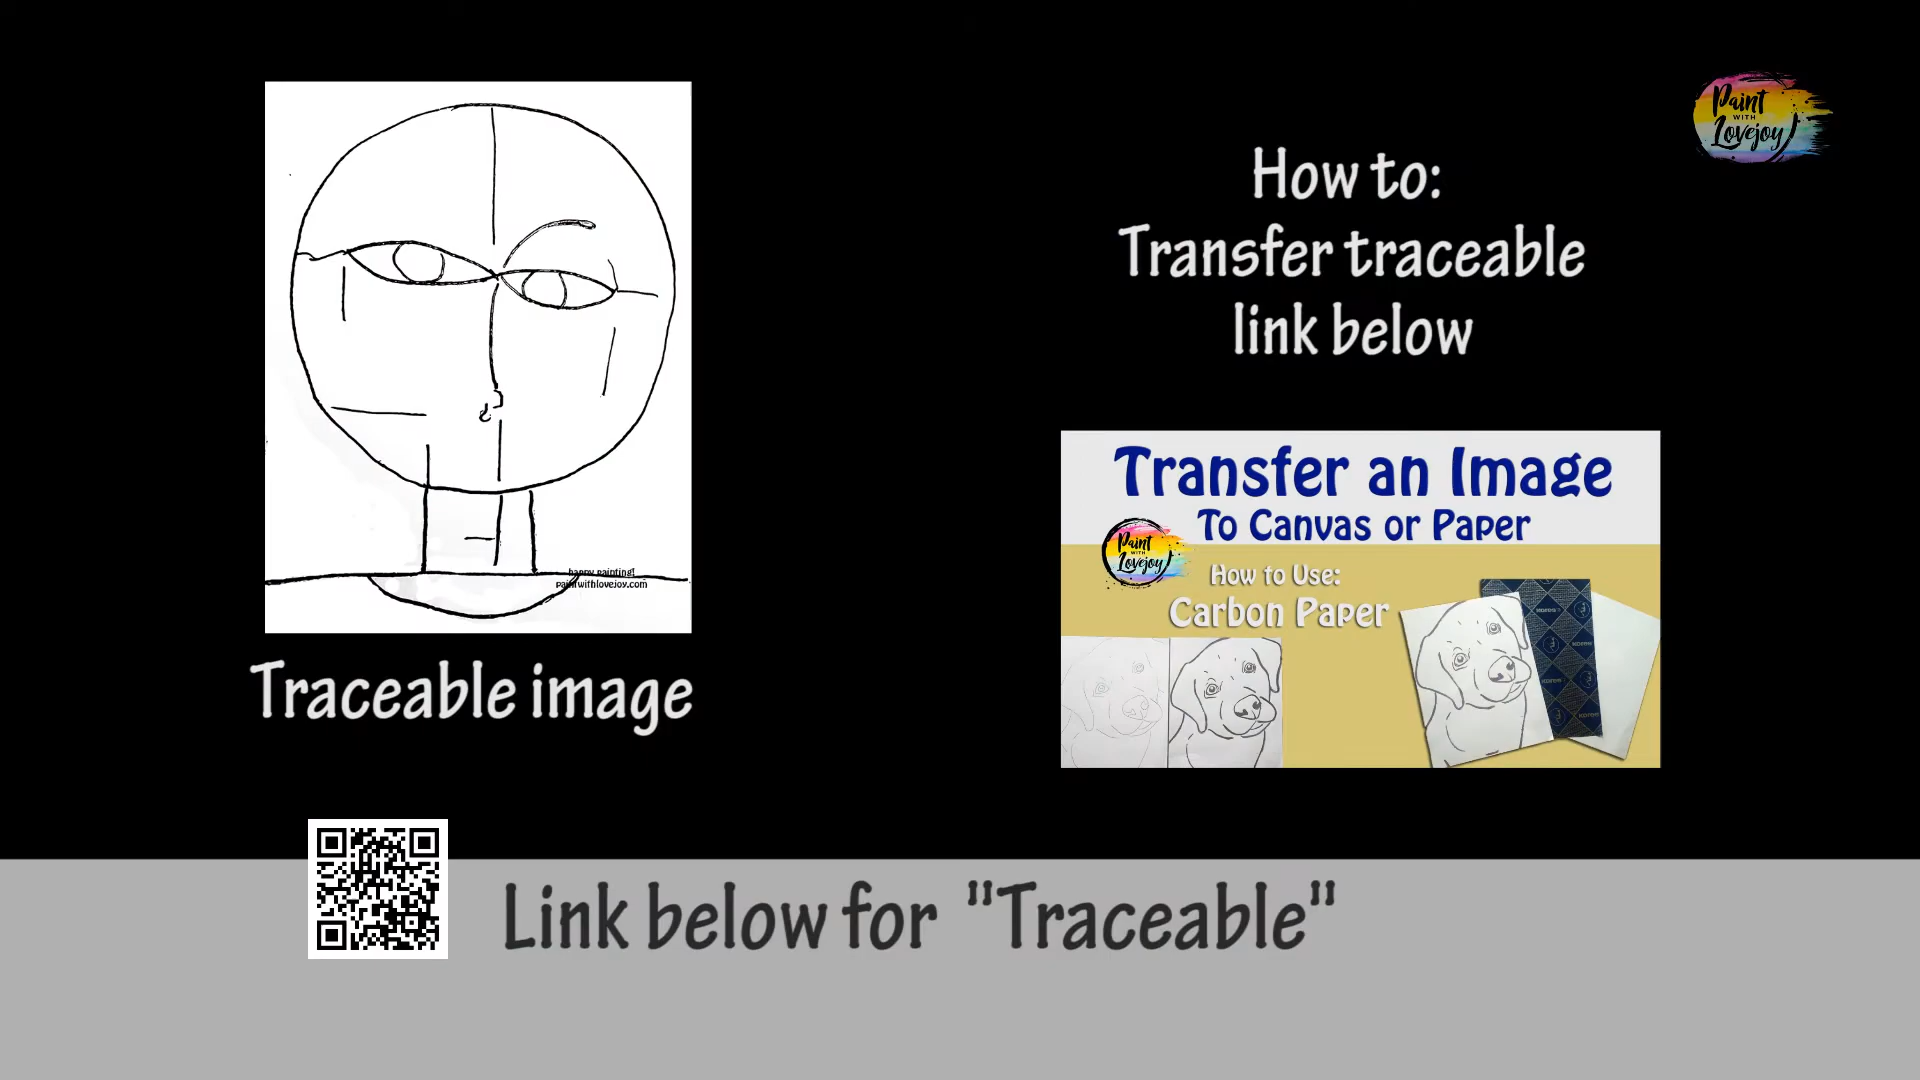 Paint
WITH
Lovejoy
How to:
Transfer traceable
link below
happy painting!
paintwithlovejoy.com
Traceable image
Transfer an Image
To Canvas or Paper
Paint
WITH
Lovejoy
How to Use:
Carbon Paper
Link below for "Traceable"